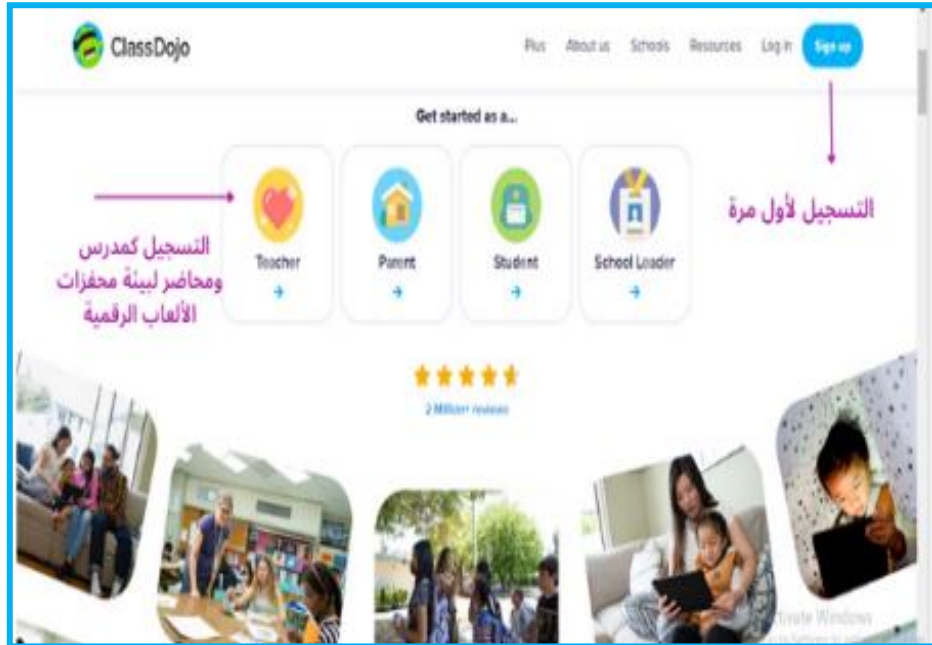 ClassDojo
Plus About us Schools Resources Log in Sign up
Get started as a...
التسجيل لأول مرة
Teacher Parent Student School Leader
التسجيل كمدرس
ومحاضر لبيئة محفزات
الألعاب الرقمية
2 Million+ reviews
Activate Windows